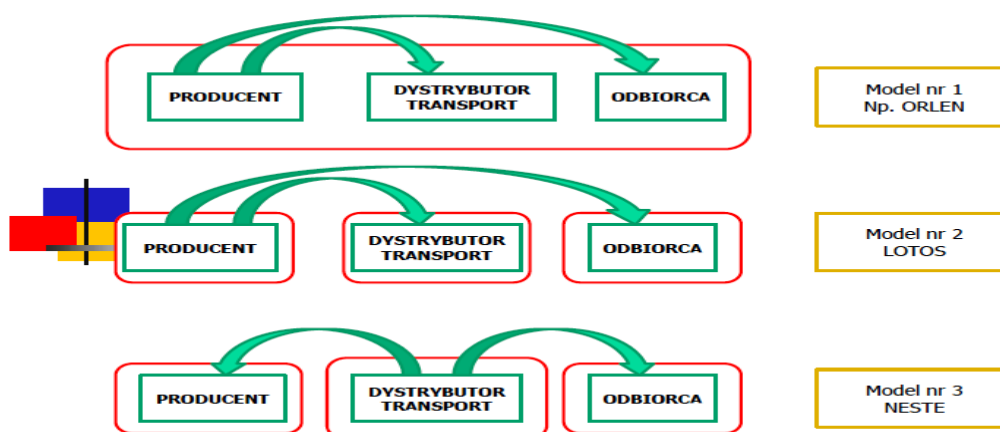 PRODUCENT
DYSTRYBUTOR
TRANSPORT
ODBIORCA
Model nr 1
Np. ORLEN
PRODUCENT
DYSTRYBUTOR
TRANSPORT
ODBIORCA
Model nr 2
LOTOS
PRODUCENT
DYSTRYBUTOR
TRANSPORT
ODBIORCA
Model nr 3
NESTE